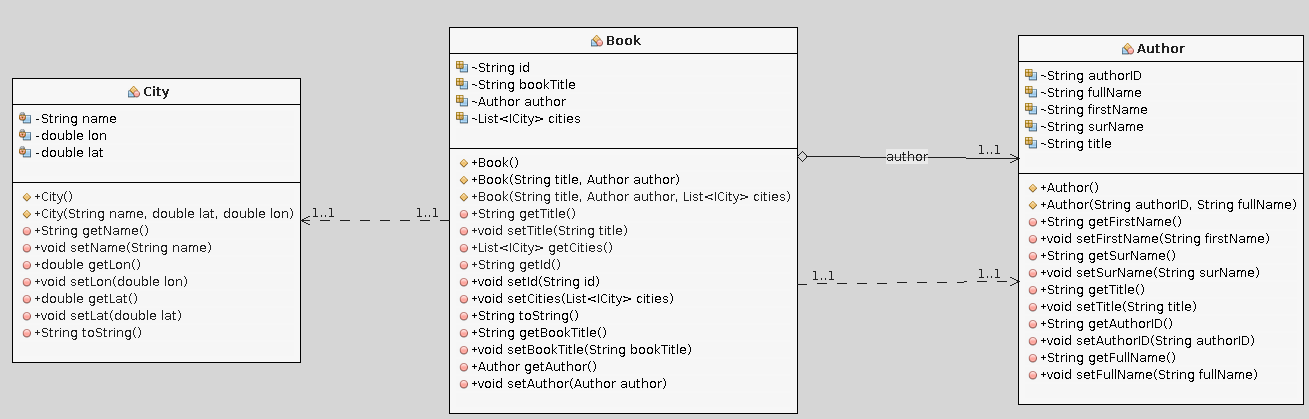 City
-String name
-double lon
-double lat
+City()
+City(String name, double lat, double lon)
+String getName()
+void setName(String name)
+double getLon()
+void setLon(double lon)
+double getLat()
+void setLat(double lat)
+String toString()
1..1
1..1
Book
~String id
~String bookTitle
~Author author
~List<ICity> cities
+Book()
+Book(String title, Author author)
+Book(String title, Author author, List<ICity> cities)
+String getTitle()
+void setTitle(String title)
+List<ICity> getCities()
+String getId()
+void setId(String id)
+void setCities(List<ICity> cities)
+String toString()
+String getBookTitle()
+void setBookTitle(String bookTitle)
+Author getAuthor()
+void setAuthor(Author author)
author
1..1
1..1
1..1
Author
~String authorID
~String fullName
~String firstName
~String surName
~String title
+Author()
+Author(String authorID, String fullName)
+String getFirstName()
+void setFirstName(String firstName)
+String getSurName()
+void setSurName(String surName)
+String getTitle()
+void setTitle(String title)
+String getAuthorID()
+void setAuthorID(String authorID)
+String getFullName()
+void setFullName(String fullName)